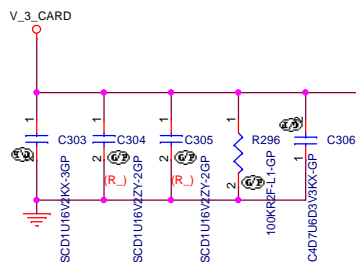 V_3_CARD
1
1
1
1
2
G/P
C303
C304
C305
R296
C306
2
2
2
2
1
G/P
G/P
G/P
(R_)
(R_)
SCD1U16V2KX-3GP
SCD1U16V2ZY-2GP
SCD1U16V2ZY-2GP
100KR2F-L1-GP
C4D7U6D3V3KX-GP